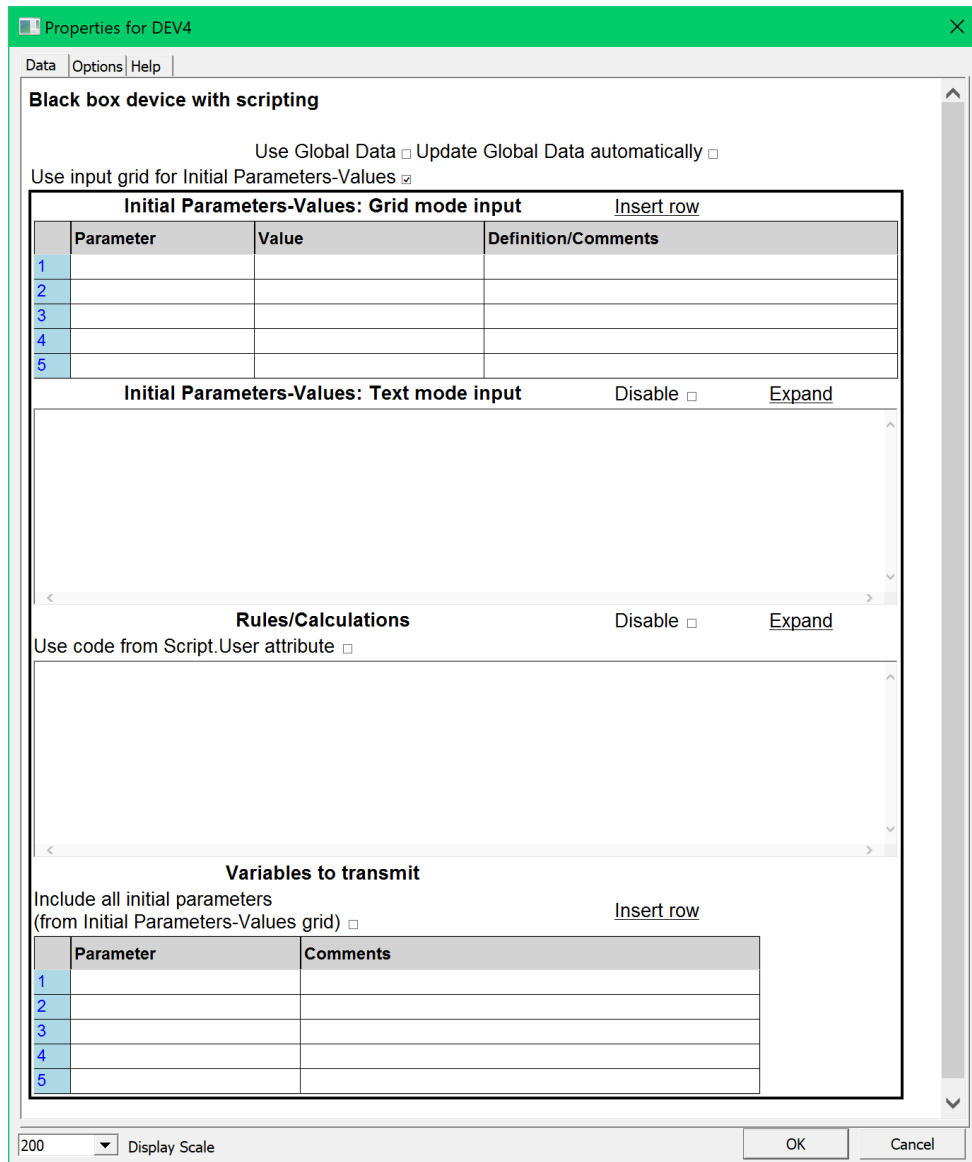 Properties for DEV4
Data Options Help
Black box device with scripting
Use Global Data Update Global Data automatically
Use input grid for Initial Parameters-Values
Initial Parameters-Values: Grid mode input Insert row
Parameter Value Definition/Comments
1
2
3
4
5
Initial Parameters-Values: Text mode input Disable Expand
Rules/Calculations Disable Expand
Use code from Script.User attribute
Variables to transmit
Include all initial parameters
(from Initial Parameters-Values grid) Insert row
Parameter Comments
1
2
3
4
5
200 Display Scale OK Cancel